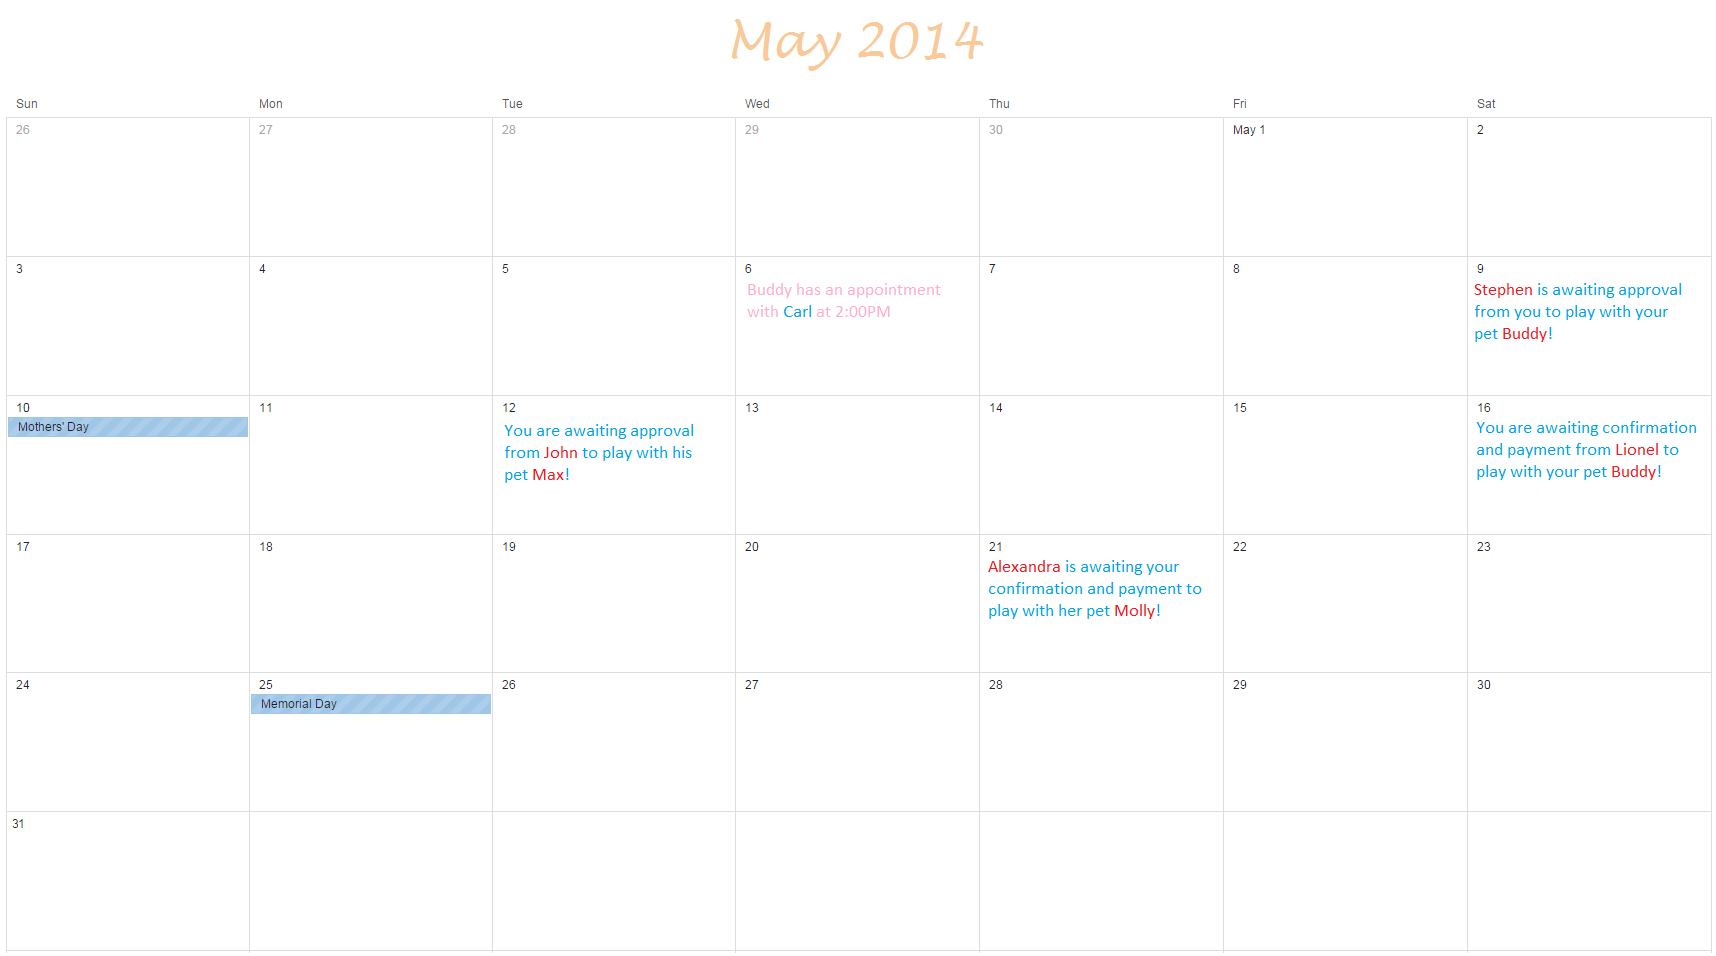 May 2014
Sun Mon Tue Wed Thu Fri Sat
26 27 28 29 30 May 1 2
3 4 5 6 7 8 9
Buddy has an appointment
with Carl at 2:00PM
Stephen is awaiting approval
from you to play with your
pet Buddy!
10 11 12 13 14 15 16
Mothers' Day
You are awaiting approval
from John to play with his
pet Max!
You are awaiting confirmation
and payment from Lionel to
play with your pet Buddy!
17 18 19 20 21 22 23
Alexandra is awaiting your
confirmation and payment to
play with her pet Molly!
24 25 26 27 28 29 30
Memorial Day
31